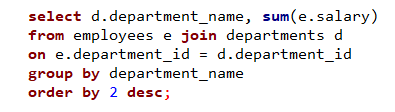 select d.department_name, sum(e.salary)
from employees e join departments d
on e.department_id = d.department_id
group by department_name
order by 2 desc;